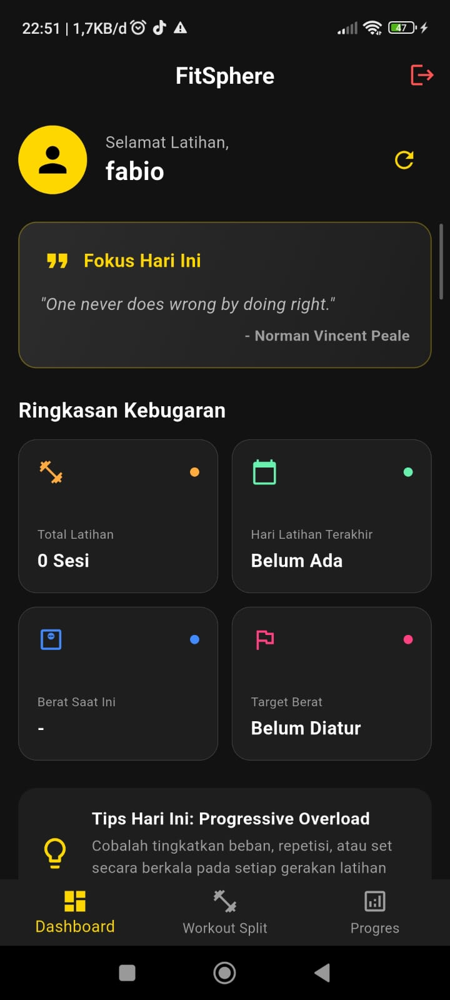 22:51 | 1,7KB/d
47
FitSphere
Selamat Latihan,
fabio
Fokus Hari Ini
"One never does wrong by doing right."
- Norman Vincent Peale
Ringkasan Kebugaran
Total Latihan
0 Sesi
Hari Latihan Terakhir
Belum Ada
Berat Saat Ini
-
Target Berat
Belum Diatur
Tips Hari Ini: Progressive Overload
Cobalah tingkatkan beban, repetisi, atau set
secara berkala pada setiap gerakan latihan
Dashboard
Workout Split
Progres